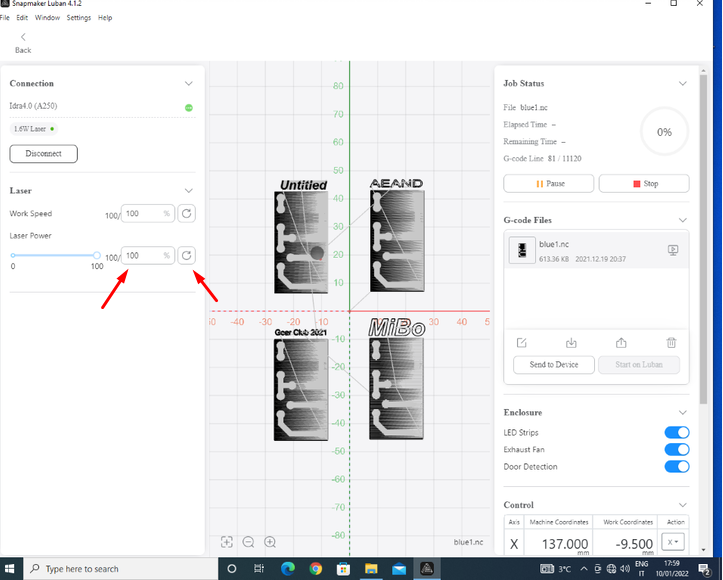 Snapmaker Luban 4.1.2
File Edit Window Settings Help
Back
Connection
Idra4.0 (A250)
1.6W Laser
Disconnect
Laser
Work Speed 100/ 100 %
Laser Power
100/ 100 %
0 100
80
70
60
50
40
30
20
10
50 -40 -30 -20 -10 30 40 5
-10
-20
-30
-40
-50
-60
-70
-80
Untitled
AEAND
Geer Club 2021
MiBo
blue1.nc
Job Status
File blue1.nc
Elapsed Time –
Remaining Time –
G-code Line 81 / 11120
0%
Pause Stop
G-code Files
blue1.nc
613.36 KB 2021.12.19 20:37
Send to Device Start on Luban
Enclosure
LED Strips
Exhaust Fan
Door Detection
Control
Axis Machine Coordinates Work Coordinates Action
X 137.000 -9.500 X
mm mm
Type here to search
3°C
ENG
IT
17:59
10/01/2022
2